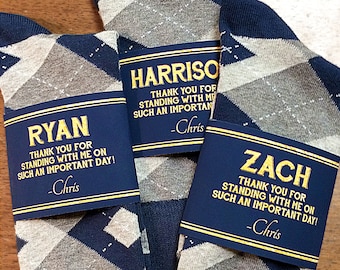 RYAN
THANK YOU FOR
STANDING WITH ME ON
SUCH AN IMPORTANT DAY!
-Chris
HARRISO
THANK YOU FOR
STANDING WITH ME ON
SUCH AN IMPORTANT DAY!
-Chris
ZACH
THANK YOU FOR
STANDING WITH ME ON
SUCH AN IMPORTANT DAY!
-Chris